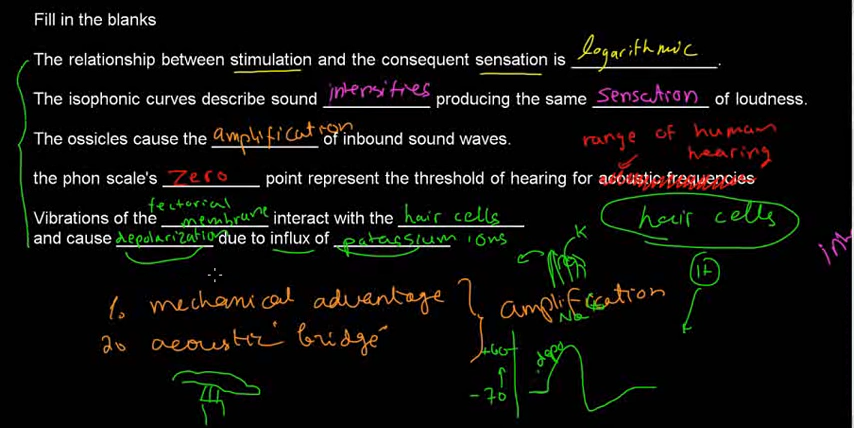 Fill in the blanks
The relationship between stimulation and the consequent sensation is logarithmic.
The isophonic curves describe sound intensities producing the same sensation of loudness.
The ossicles cause the amplification of inbound sound waves.
range of human
hearing
the phon scale's zero point represent the threshold of hearing for acoustic frequencies
Vibrations of the tectorial membrane interact with the hair cells
hair cells
and cause depolarization due to influx of potassium ions
K
1. mechanical advantage
amplification
2. acoustic bridge
Na
+60
depo
-70